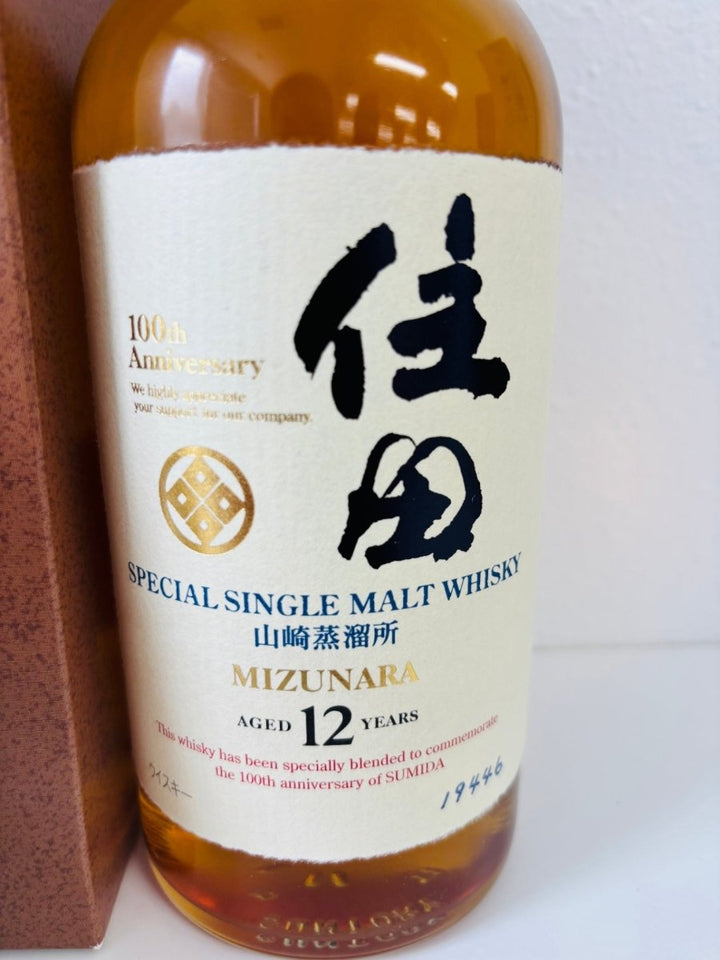 住田
100th
Anniversary
We highly appreciate
your support for our company.
SPECIAL SINGLE MALT WHISKY
山崎蒸溜所
MIZUNARA
AGED 12 YEARS
This whisky has been specially blended to commemorate
the 100th anniversary of SUMIDA
ウイスキー
19446
SUNTORY